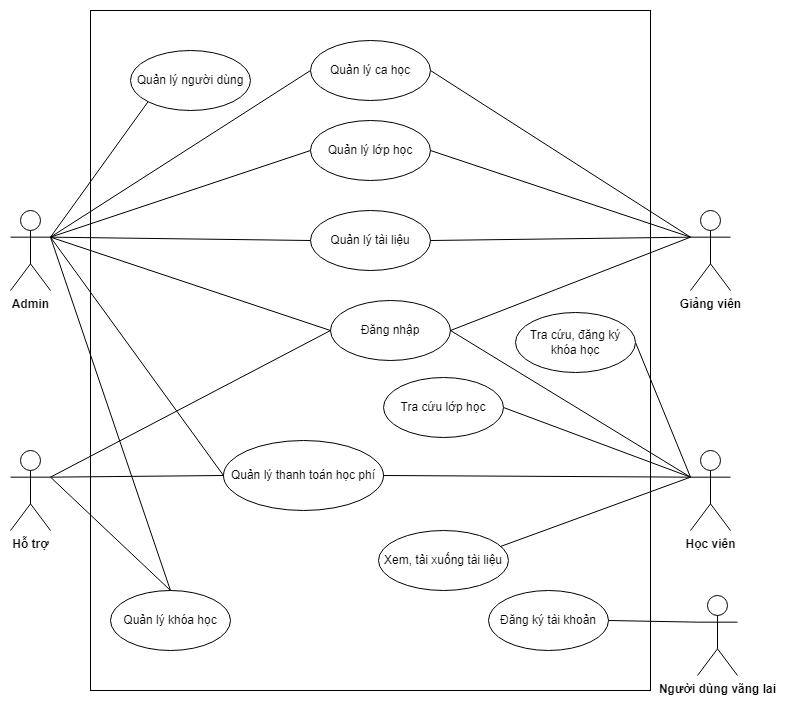 Quản lý ca học
Quản lý người dùng
Quản lý lớp học
Quản lý tài liệu
Admin
Giảng viên
Đăng nhập
Tra cứu, đăng ký
khóa học
Tra cứu lớp học
Quản lý thanh toán học phí
Hỗ trợ
Học viên
Xem, tải xuống tài liệu
Quản lý khóa học
Đăng ký tài khoản
Người dùng vãng lai